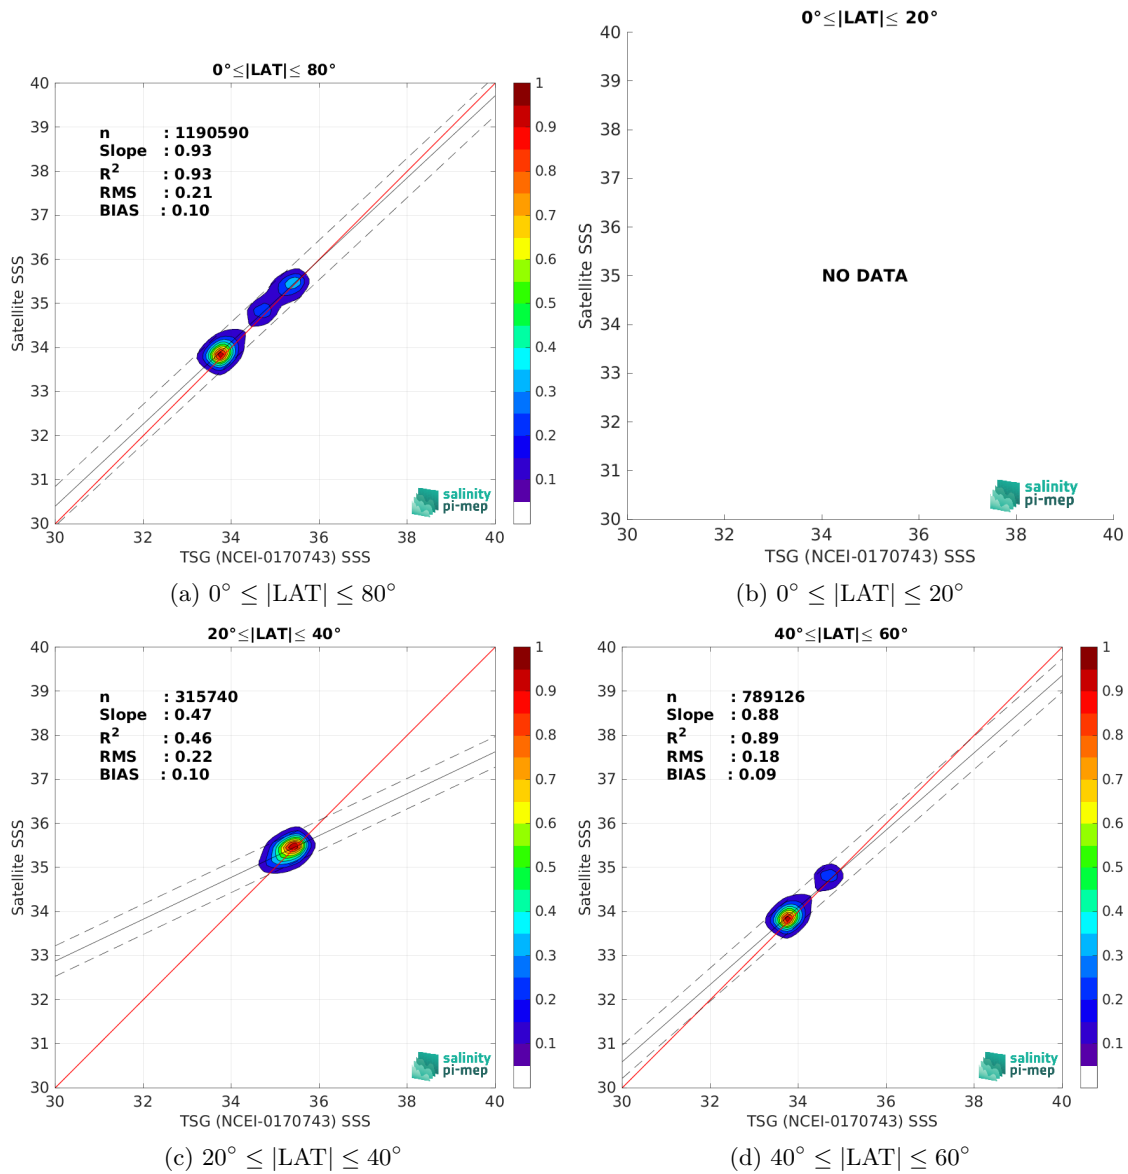 0°≤|LAT|≤ 80°
40
39
38
37
36
35
34
33
32
31
30
n : 1190590
Slope : 0.93
R² : 0.93
RMS : 0.21
BIAS : 0.10
Satellite SSS
30 32 34 36 38 40
TSG (NCEI-0170743) SSS
1
0.9
0.8
0.7
0.6
0.5
0.4
0.3
0.2
0.1
salinity
pi-mep
(a) 0° ≤ |LAT| ≤ 80°
0°≤|LAT|≤ 20°
40
39
38
37
36
35
34
33
32
31
30
Satellite SSS
NO DATA
salinity
pi-mep
30 32 34 36 38 40
TSG (NCEI-0170743) SSS
(b) 0° ≤ |LAT| ≤ 20°
20°≤|LAT|≤ 40°
40
39
38
37
36
35
34
33
32
31
30
n : 315740
Slope : 0.47
R² : 0.46
RMS : 0.22
BIAS : 0.10
Satellite SSS
30 32 34 36 38 40
TSG (NCEI-0170743) SSS
1
0.9
0.8
0.7
0.6
0.5
0.4
0.3
0.2
0.1
salinity
pi-mep
(c) 20° ≤ |LAT| ≤ 40°
40°≤|LAT|≤ 60°
40
39
38
37
36
35
34
33
32
31
30
n : 789126
Slope : 0.88
R² : 0.89
RMS : 0.18
BIAS : 0.09
Satellite SSS
30 32 34 36 38 40
TSG (NCEI-0170743) SSS
1
0.9
0.8
0.7
0.6
0.5
0.4
0.3
0.2
0.1
salinity
pi-mep
(d) 40° ≤ |LAT| ≤ 60°